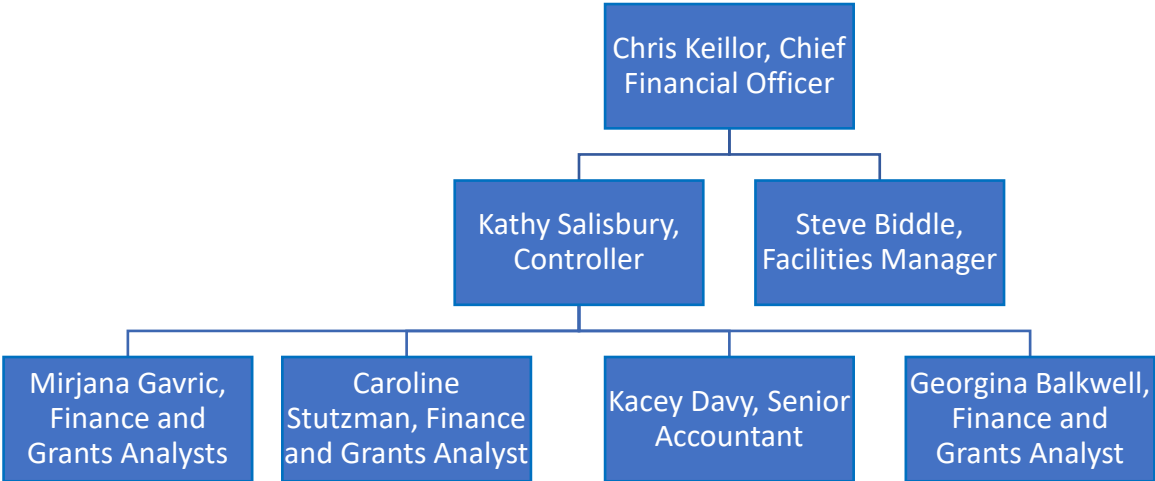 Chris Keillor, Chief
Financial Officer
Kathy Salisbury,
Controller
Steve Biddle,
Facilities Manager
Mirjana Gavric,
Finance and
Grants Analysts
Caroline
Stutzman, Finance
and Grants Analyst
Kacey Davy, Senior
Accountant
Georgina Balkwell,
Finance and
Grants Analyst